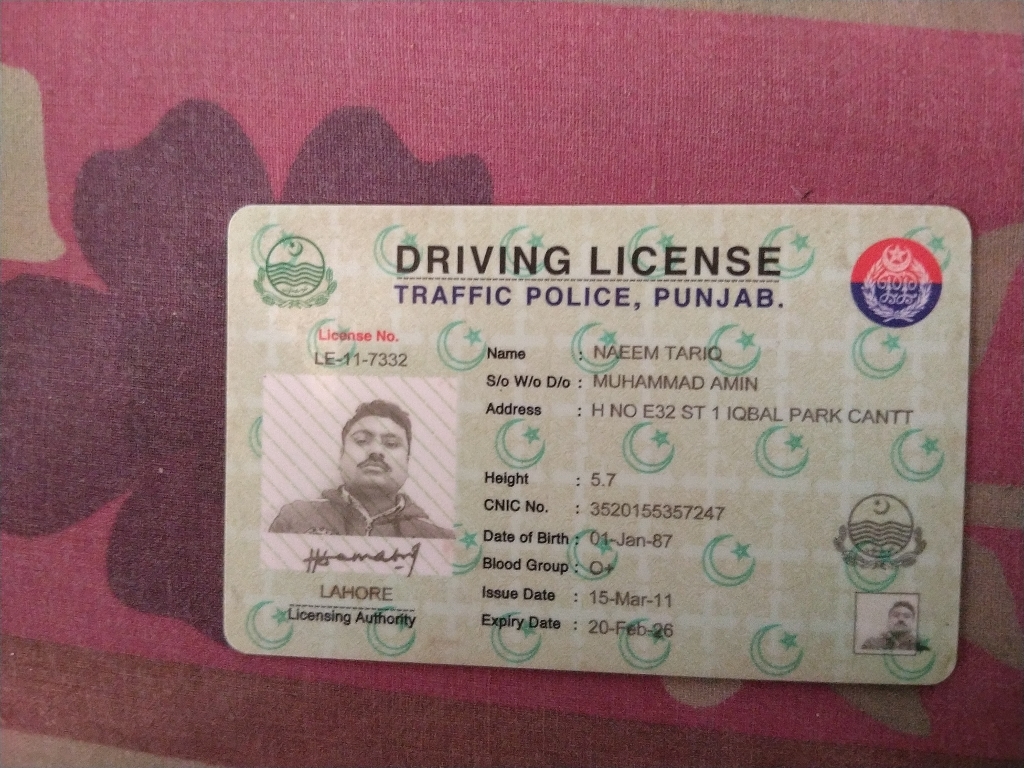 DRIVING LICENSE
TRAFFIC POLICE, PUNJAB.
License No.
LE-11-7332
Name : NAEEM TARIQ
S/o W/o D/o : MUHAMMAD AMIN
Address : H NO E32 ST 1 IQBAL PARK CANTT
Height : 5.7
CNIC No. : 3520155357247
Date of Birth : 01-Jan-87
Blood Group : O+
Issue Date : 15-Mar-11
Expiry Date : 20-Feb-26
LAHORE
Licensing Authority